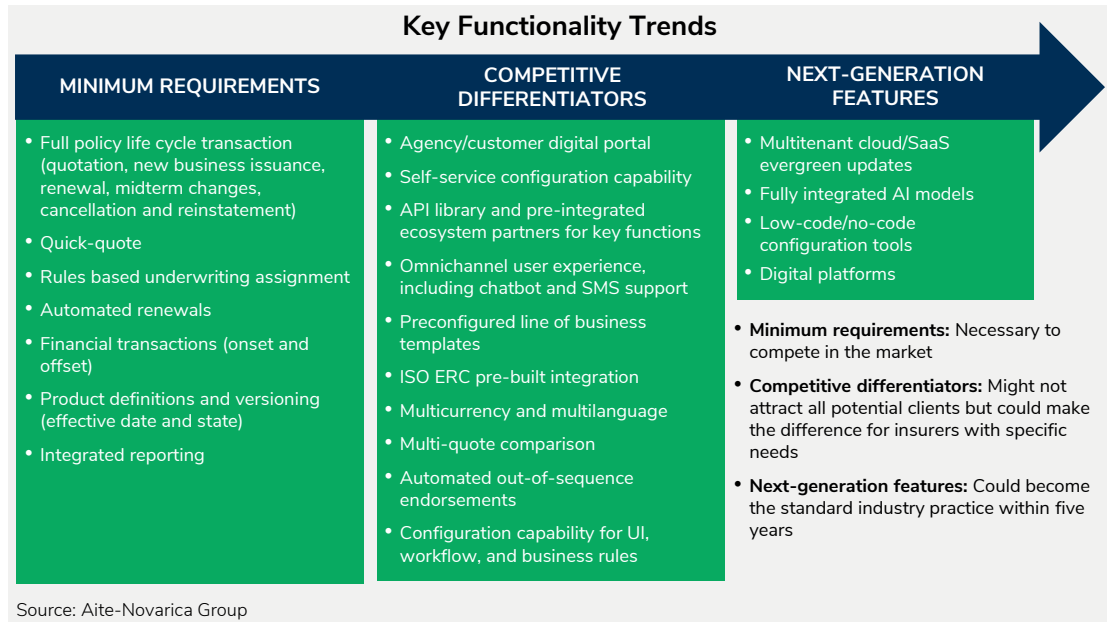 Key Functionality Trends
MINIMUM REQUIREMENTS
• Full policy life cycle transaction
(quotation, new business issuance,
renewal, midterm changes,
cancellation and reinstatement)
• Quick-quote
• Rules based underwriting assignment
• Automated renewals
• Financial transactions (onset and
offset)
• Product definitions and versioning
(effective date and state)
• Integrated reporting
COMPETITIVE
DIFFERENTIATORS
• Agency/customer digital portal
• Self-service configuration capability
• API library and pre-integrated
ecosystem partners for key functions
• Omnichannel user experience,
including chatbot and SMS support
• Preconfigured line of business
templates
• ISO ERC pre-built integration
• Multicurrency and multilanguage
• Multi-quote comparison
• Automated out-of-sequence
endorsements
• Configuration capability for UI,
workflow, and business rules
NEXT-GENERATION
FEATURES
• Multitenant cloud/SaaS
evergreen updates
• Fully integrated AI models
• Low-code/no-code
configuration tools
• Digital platforms
• Minimum requirements: Necessary to
compete in the market
• Competitive differentiators: Might not
attract all potential clients but could make
the difference for insurers with specific
needs
• Next-generation features: Could become
the standard industry practice within five
years
Source: Aite-Novarica Group